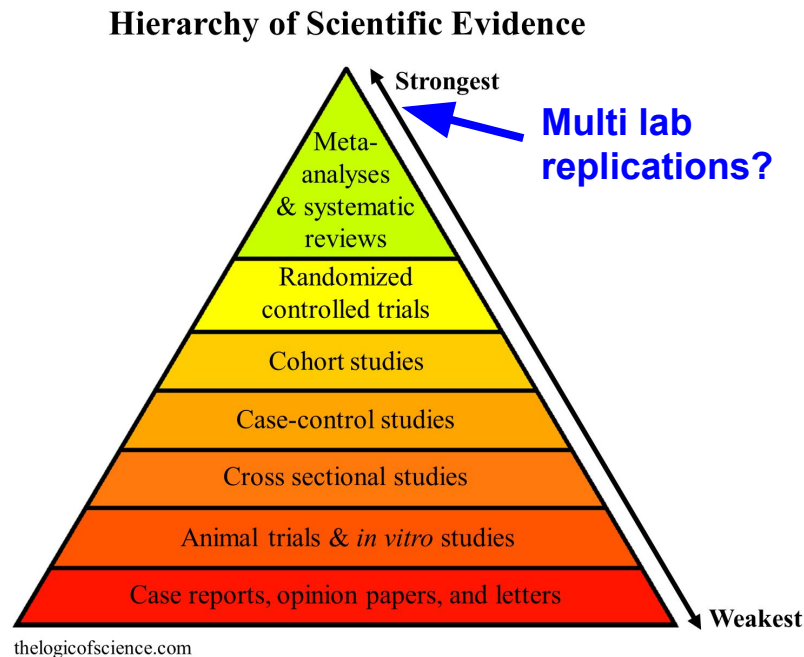 Hierarchy of Scientific Evidence
Strongest
Multi lab
replications?
Meta-
analyses
& systematic
reviews
Randomized
controlled trials
Cohort studies
Case-control studies
Cross sectional studies
Animal trials & in vitro studies
Case reports, opinion papers, and letters
Weakest
thelogicofscience.com